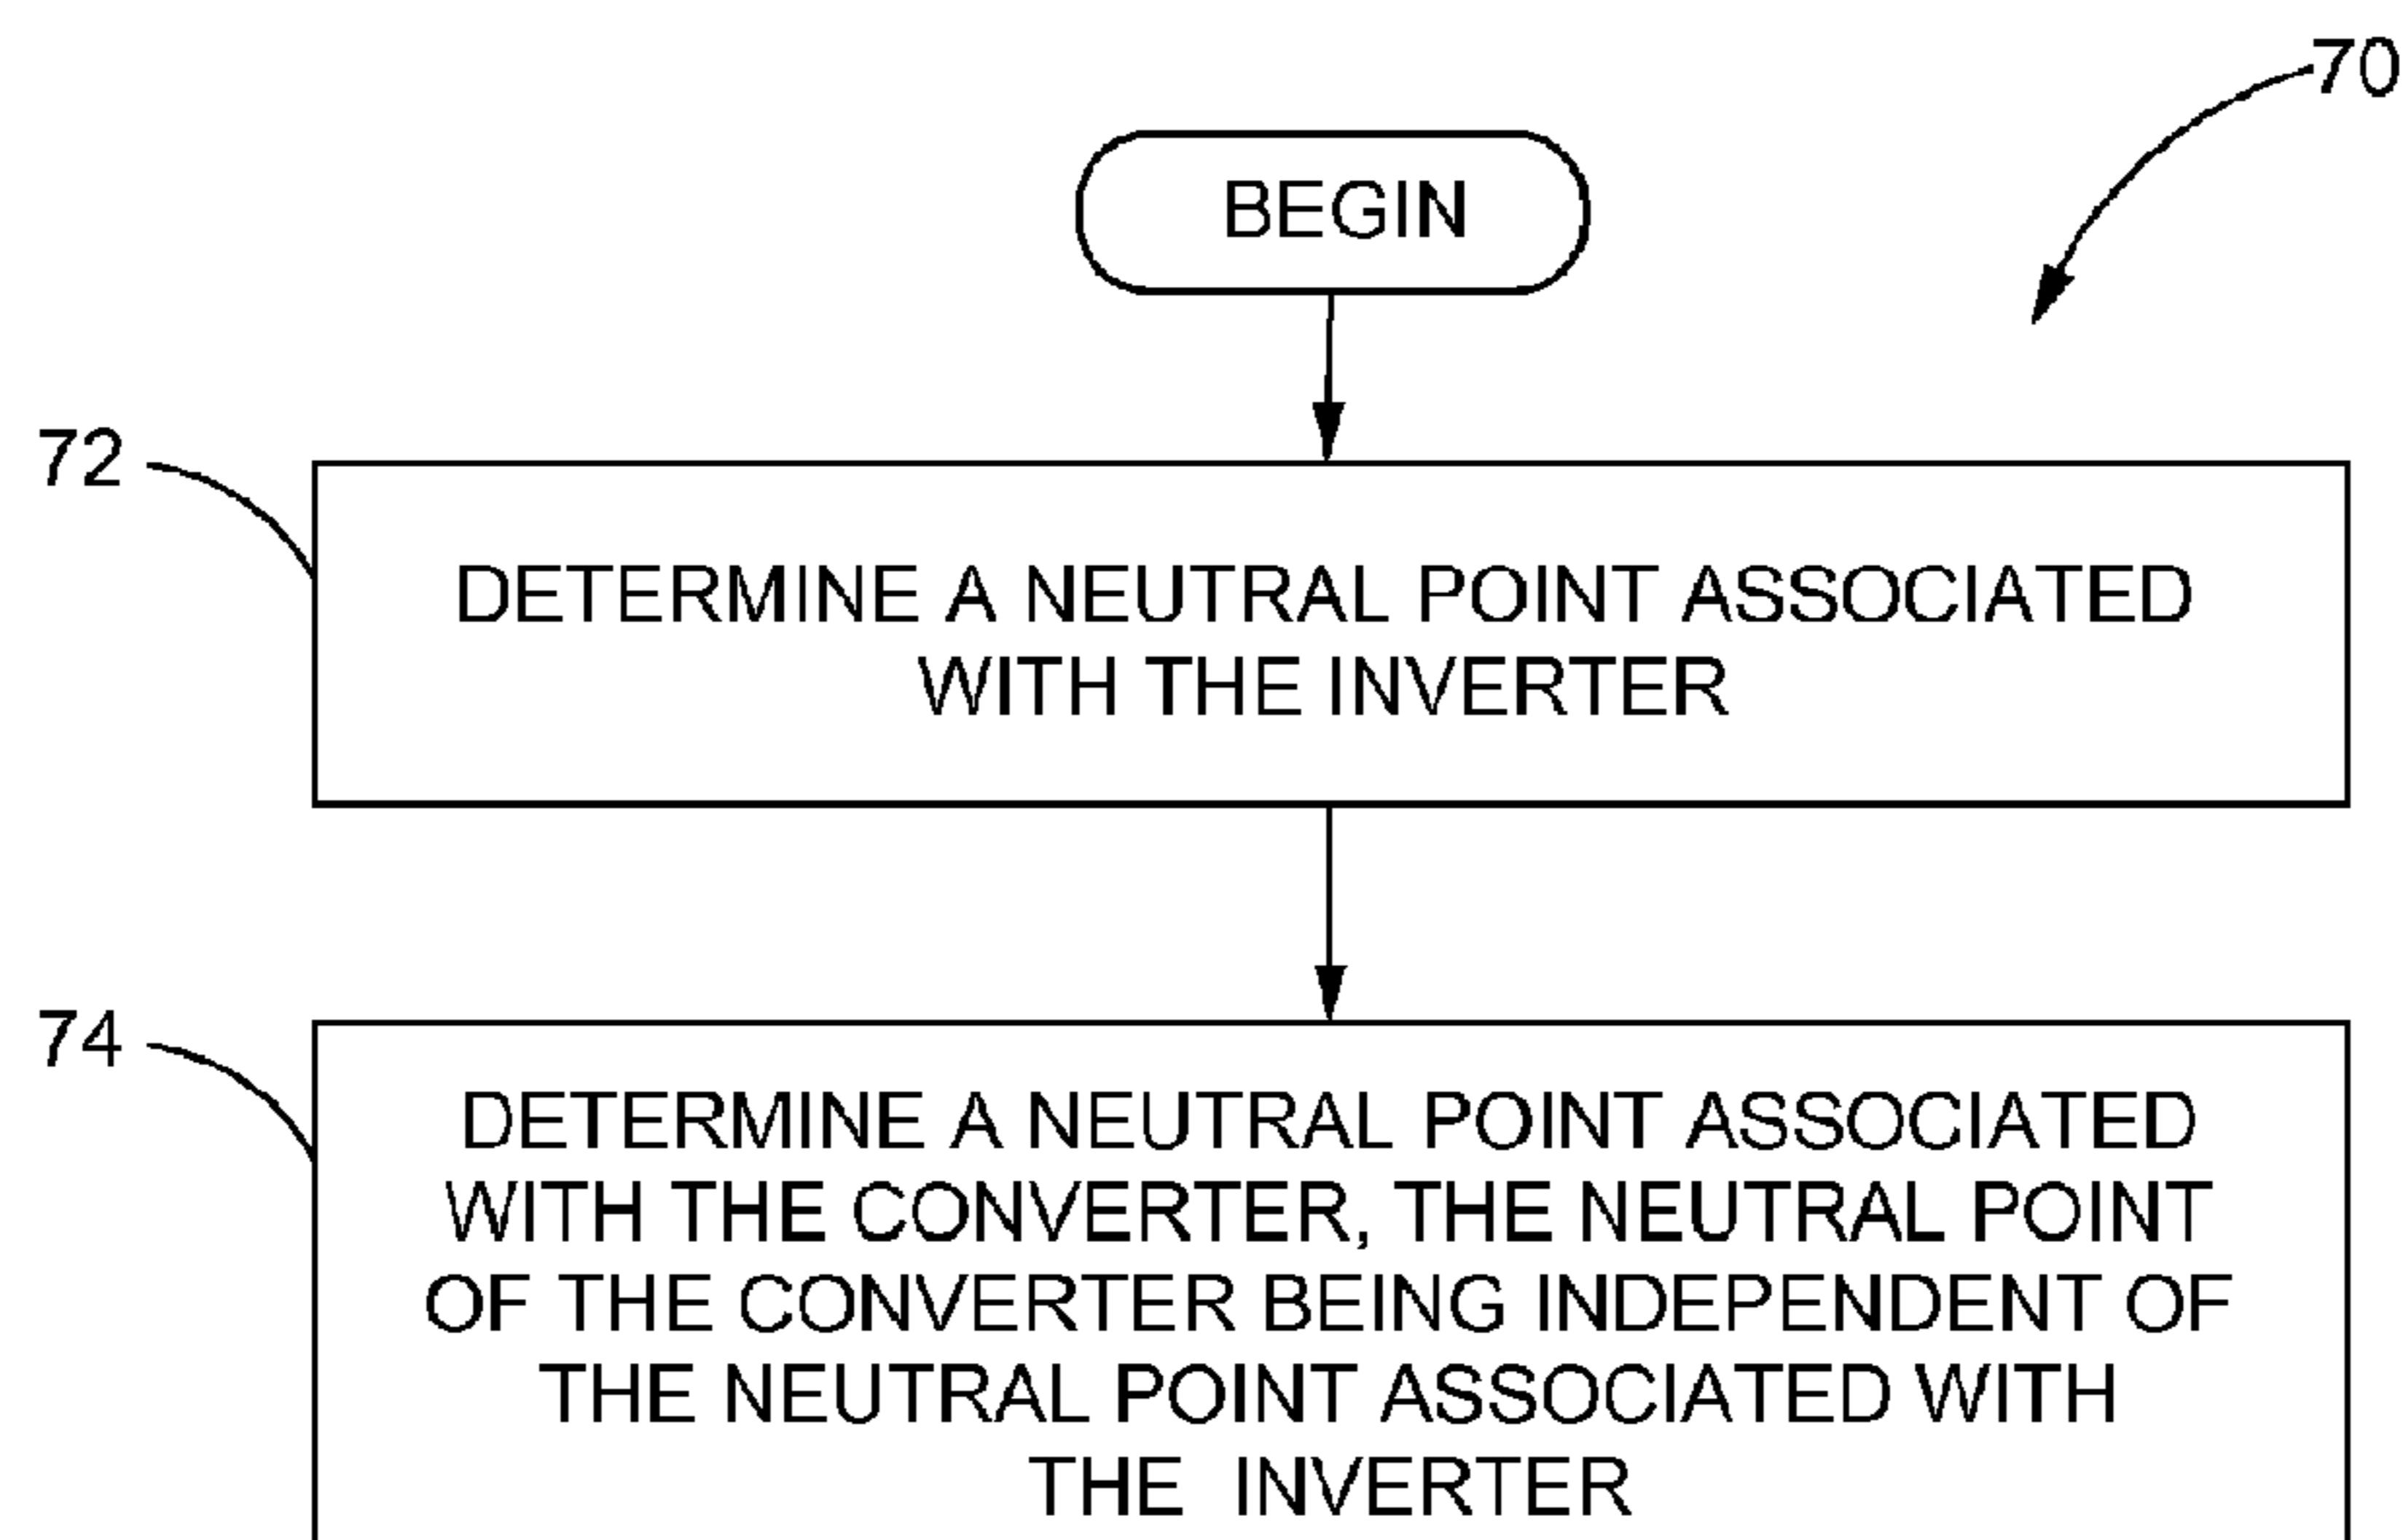 70
BEGIN
72
DETERMINE A NEUTRAL POINT ASSOCIATED
WITH THE INVERTER
74
DETERMINE A NEUTRAL POINT ASSOCIATED
WITH THE CONVERTER, THE NEUTRAL POINT
OF THE CONVERTER BEING INDEPENDENT OF
THE NEUTRAL POINT ASSOCIATED WITH
THE INVERTER